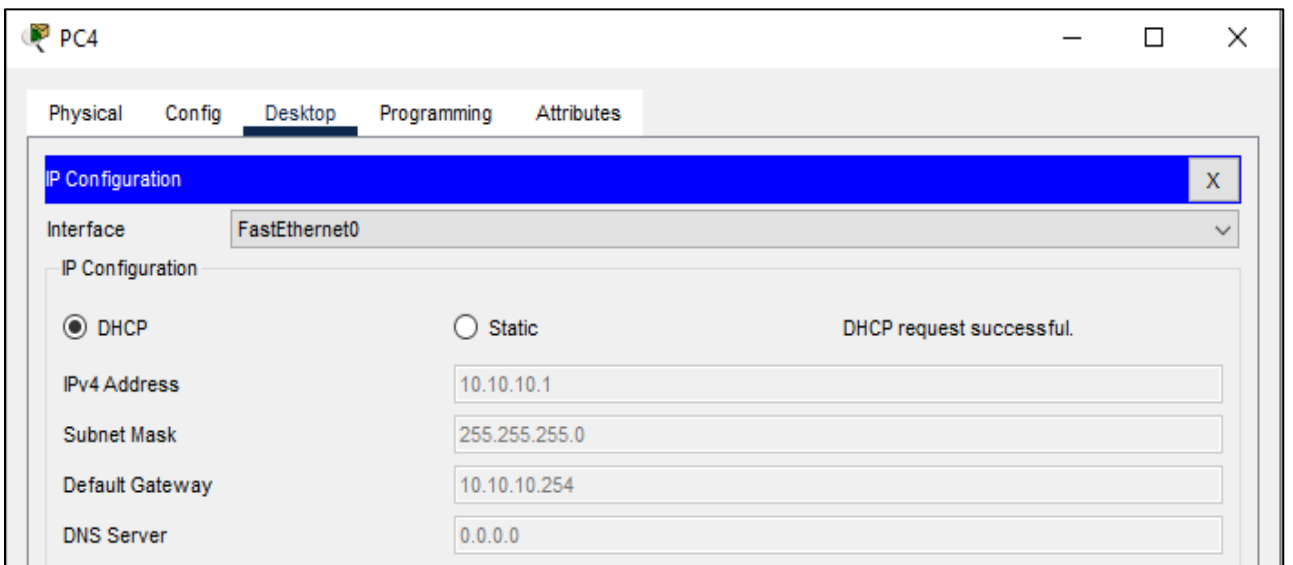 PC4
Physical Config Desktop Programming Attributes
IP Configuration X
Interface FastEthernet0
IP Configuration
DHCP Static DHCP request successful.
IPv4 Address 10.10.10.1
Subnet Mask 255.255.255.0
Default Gateway 10.10.10.254
DNS Server 0.0.0.0